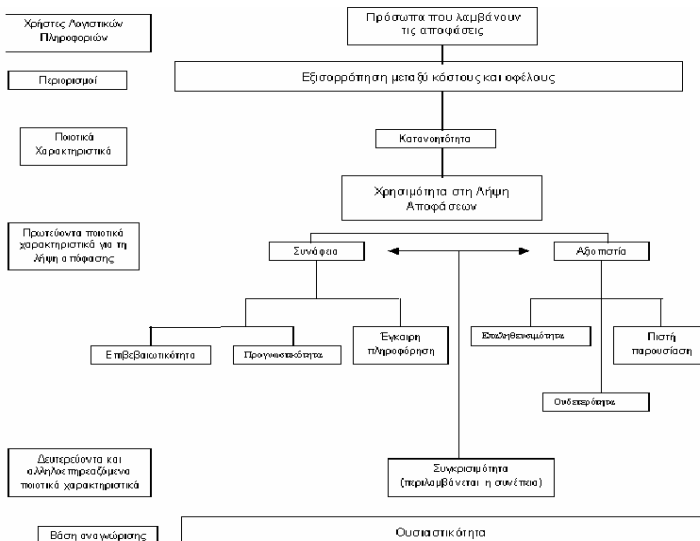 Χρήστες Λογιστικών
Πληροφοριών
Πρόσωπα που λαμβάνουν
τις αποφάσεις
Περιορισμοί
Εξισορρόπηση μεταξύ κόστους και οφέλους
Ποιοτικά
Χαρακτηριστικά
Κατανοητότητα
Χρησιμότητα στη Λήψη
Αποφάσεων
Πρωτεύοντα ποιοτικά
χαρακτηριστικά για τη
λήψη απόφασης
Συνάφεια
Αξιοπιστία
Επιβεβαιωτικότητα
Προγνωστικότητα
Έγκαιρη
πληροφόρηση
Επαληθευσιμότητα
Πιστή
παρουσίαση
Ουδετερότητα
Δευτερεύοντα και
αλληλοεπηρεαζόμενα
ποιοτικά χαρακτηριστικά
Συγκρισιμότητα
(περιλαμβάνεται η συνέπεια)
Βάση αναγνώρισης
Ουσιαστικότητα